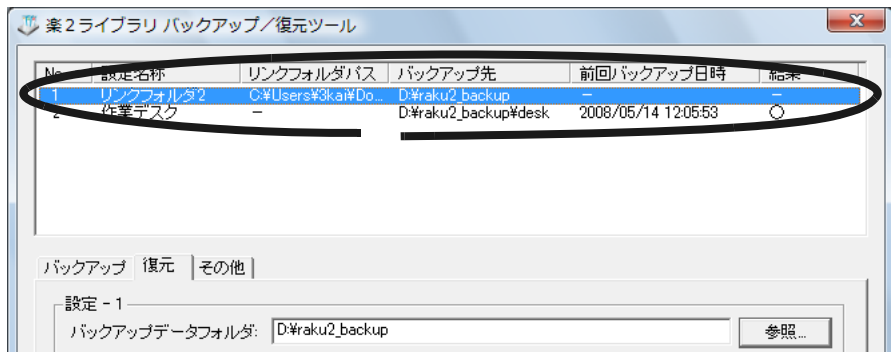 楽2ライブラリ バックアップ／復元ツール
No 設定名称 リンクフォルダパス バックアップ先 前回バックアップ日時 結果
1 リンクフォルダ2 C:¥Users¥3kai¥Do... D:¥raku2_backup － －
2 作業デスク － D:¥raku2_backup¥desk 2008/05/14 12:05:53 ○
バックアップ 復元 その他
設定 - 1
バックアップデータフォルダ: D:¥raku2_backup 参照...